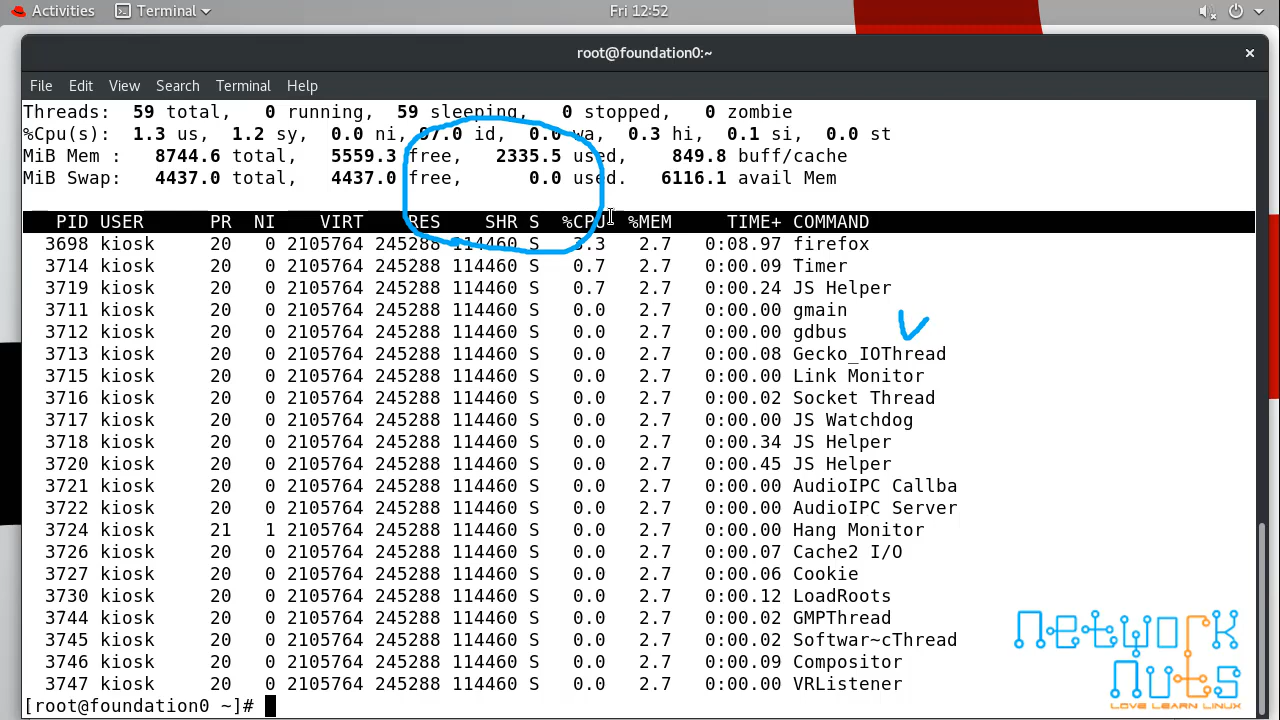 Activities Terminal Fri 12:52
root@foundation0:~ ×
File Edit View Search Terminal Help
Threads: 59 total, 0 running, 59 sleeping, 0 stopped, 0 zombie
%Cpu(s): 1.3 us, 1.2 sy, 0.0 ni, 97.0 id, 0.0 wa, 0.3 hi, 0.1 si, 0.0 st
MiB Mem : 8744.6 total, 5559.3 free, 2335.5 used, 849.8 buff/cache
MiB Swap: 4437.0 total, 4437.0 free, 0.0 used. 6116.1 avail Mem
PID USER PR NI VIRT RES SHR S %CPU %MEM TIME+ COMMAND
3698 kiosk 20 0 2105764 245288 114460 S 3.3 2.7 0:08.97 firefox
3714 kiosk 20 0 2105764 245288 114460 S 0.7 2.7 0:00.09 Timer
3719 kiosk 20 0 2105764 245288 114460 S 0.7 2.7 0:00.24 JS Helper
3711 kiosk 20 0 2105764 245288 114460 S 0.0 2.7 0:00.00 gmain
3712 kiosk 20 0 2105764 245288 114460 S 0.0 2.7 0:00.00 gdbus
3713 kiosk 20 0 2105764 245288 114460 S 0.0 2.7 0:00.08 Gecko_IOThread
3715 kiosk 20 0 2105764 245288 114460 S 0.0 2.7 0:00.00 Link Monitor
3716 kiosk 20 0 2105764 245288 114460 S 0.0 2.7 0:00.02 Socket Thread
3717 kiosk 20 0 2105764 245288 114460 S 0.0 2.7 0:00.00 JS Watchdog
3718 kiosk 20 0 2105764 245288 114460 S 0.0 2.7 0:00.34 JS Helper
3720 kiosk 20 0 2105764 245288 114460 S 0.0 2.7 0:00.45 JS Helper
3721 kiosk 20 0 2105764 245288 114460 S 0.0 2.7 0:00.00 AudioIPC Callba
3722 kiosk 20 0 2105764 245288 114460 S 0.0 2.7 0:00.00 AudioIPC Server
3724 kiosk 21 1 2105764 245288 114460 S 0.0 2.7 0:00.00 Hang Monitor
3726 kiosk 20 0 2105764 245288 114460 S 0.0 2.7 0:00.07 Cache2 I/O
3727 kiosk 20 0 2105764 245288 114460 S 0.0 2.7 0:00.06 Cookie
3730 kiosk 20 0 2105764 245288 114460 S 0.0 2.7 0:00.12 LoadRoots
3744 kiosk 20 0 2105764 245288 114460 S 0.0 2.7 0:00.02 GMPThread
3745 kiosk 20 0 2105764 245288 114460 S 0.0 2.7 0:00.02 Softwar~cThread
3746 kiosk 20 0 2105764 245288 114460 S 0.0 2.7 0:00.09 Compositor
3747 kiosk 20 0 2105764 245288 114460 S 0.0 2.7 0:00.00 VRListener
[root@foundation0 ~]#
Network
Nuts
LOVE LEARN LINUX